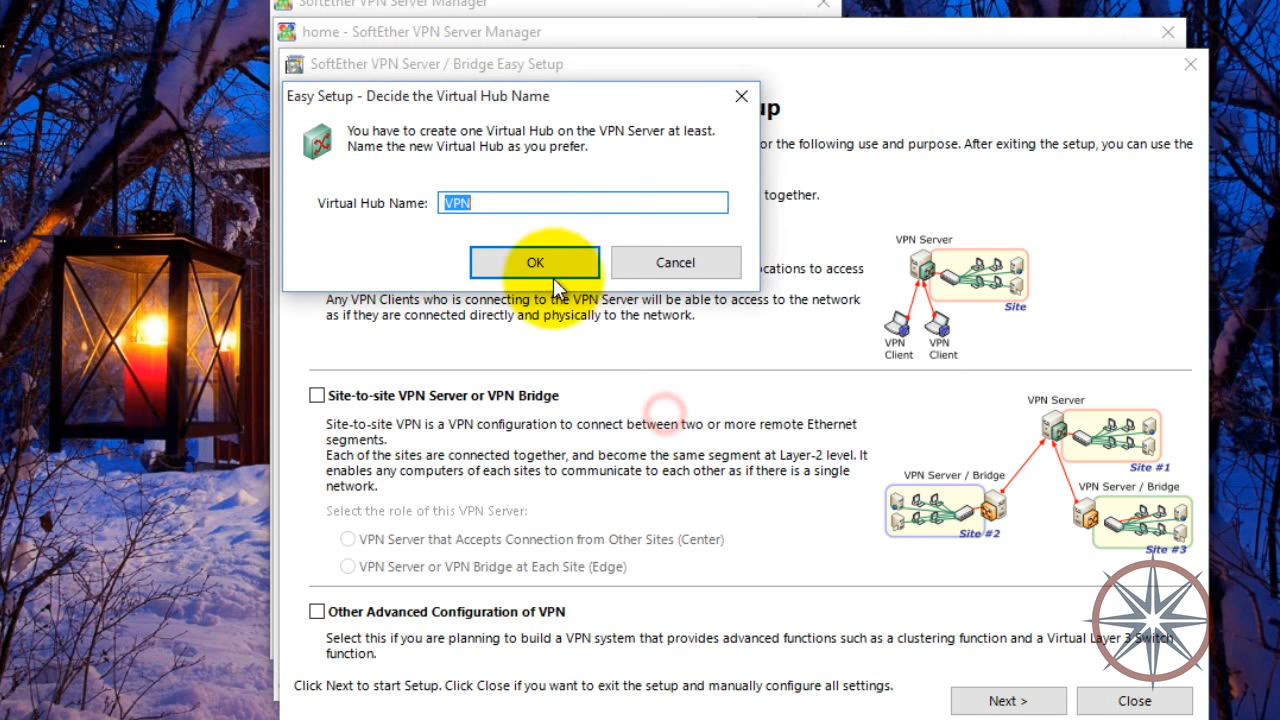 SoftEther VPN Server Manager
home - SoftEther VPN Server Manager
SoftEther VPN Server / Bridge Easy Setup
Easy Setup - Decide the Virtual Hub Name
You have to create one Virtual Hub on the VPN Server at least.
Name the new Virtual Hub as you prefer.
Virtual Hub Name: VPN
OK Cancel
up
or the following use and purpose. After exiting the setup, you can use the
together.
ocations to access
Any VPN Clients who is connecting to the VPN Server will be able to access to the network
as if they are connected directly and physically to the network.
VPN Server
Site
VPN Client
VPN Client
Site-to-site VPN Server or VPN Bridge
Site-to-site VPN is a VPN configuration to connect between two or more remote Ethernet
segments.
Each of the sites are connected together, and become the same segment at Layer-2 level. It
enables any computers of each sites to communicate to each other as if there is a single
network.
Select the role of this VPN Server:
VPN Server that Accepts Connection from Other Sites (Center)
VPN Server or VPN Bridge at Each Site (Edge)
VPN Server
Site #1
VPN Server / Bridge
VPN Server / Bridge
Site #2
Site #3
Other Advanced Configuration of VPN
Select this if you are planning to build a VPN system that provides advanced functions such as a clustering function and a Virtual Layer 3 Switch
function.
Click Next to start Setup. Click Close if you want to exit the setup and manually configure all settings.
Next > Close